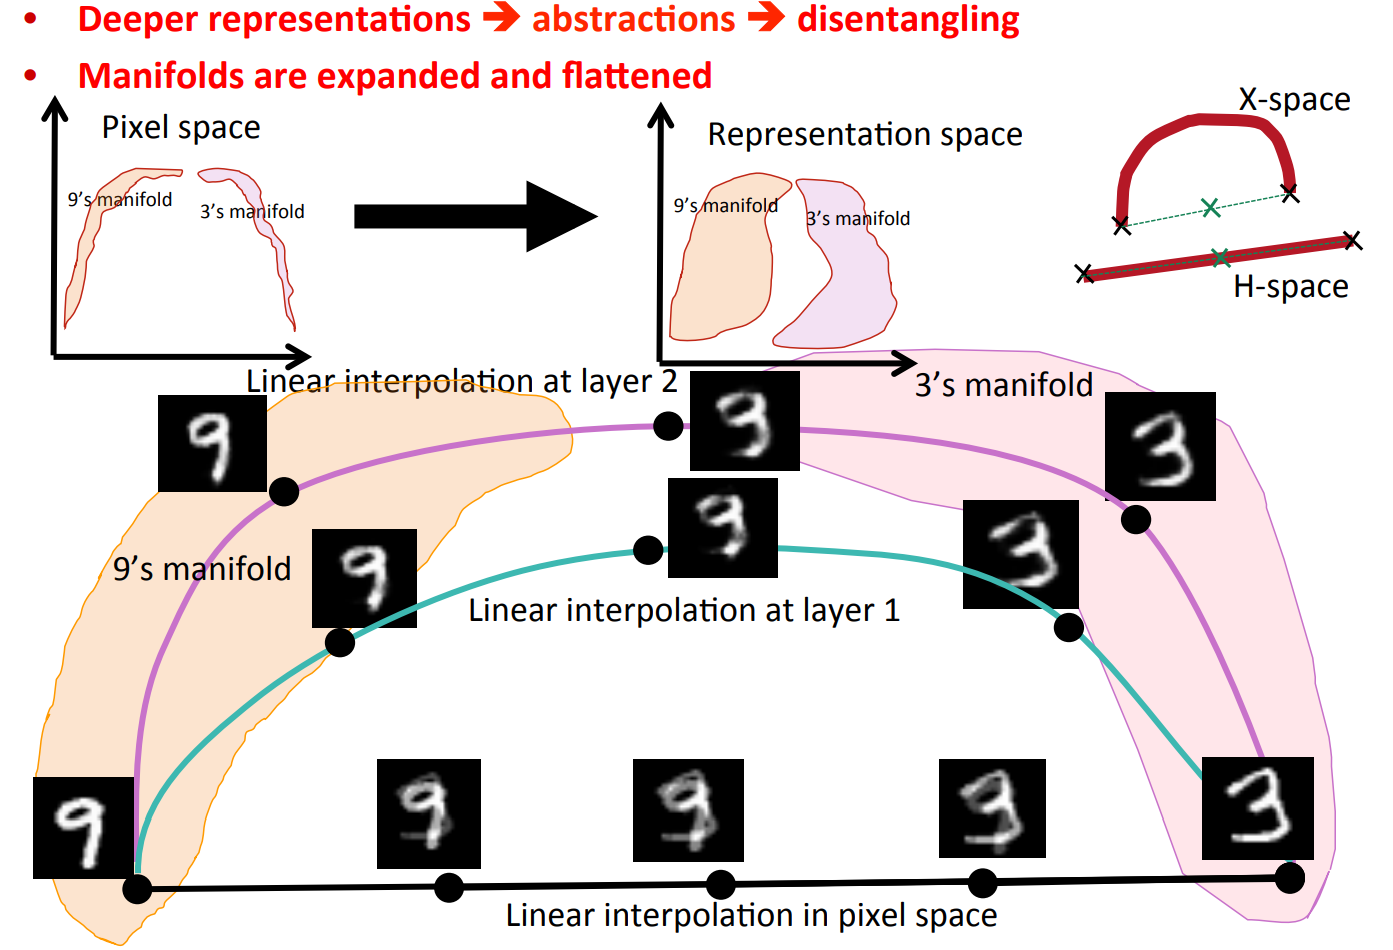 • Deeper representations ➔ abstractions ➔ disentangling
• Manifolds are expanded and flattened
Pixel space
9's manifold
3's manifold
Representation space
9's manifold
3's manifold
X-space
H-space
Linear interpolation at layer 2
3's manifold
9's manifold
Linear interpolation at layer 1
Linear interpolation in pixel space